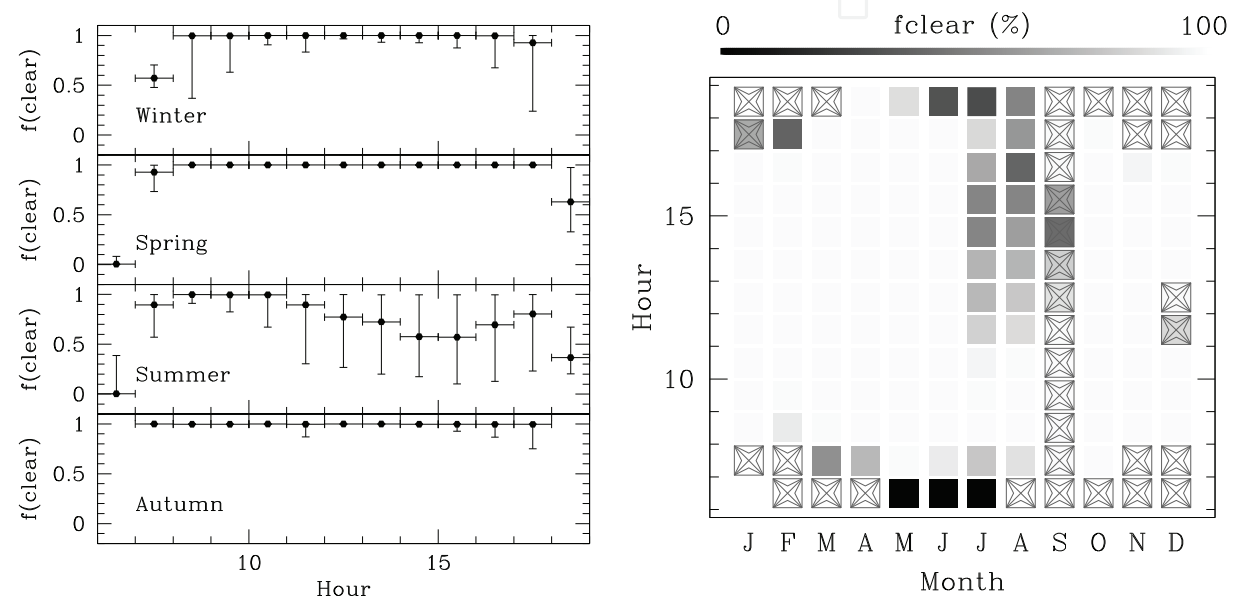 f(clear)
1
0.5
0
Winter
f(clear)
1
0.5
0
Spring
f(clear)
1
0.5
0
Summer
f(clear)
1
0.5
0
Autumn
10 15
Hour
0 fclear (%) 100
Hour
15
10
J F M A M J J A S O N D
Month